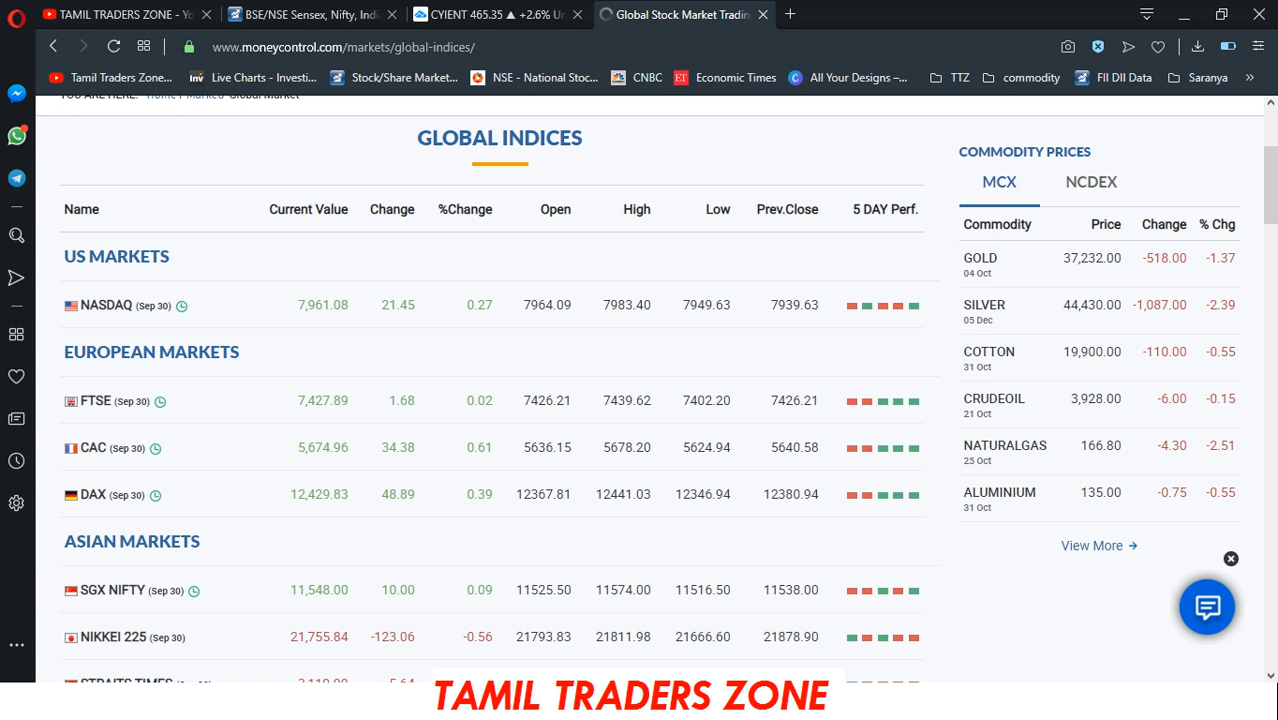 TAMIL TRADERS ZONE - Yo
BSE/NSE Sensex, Nifty, Indi
CYIENT 465.35 ▲ +2.6% Un
Global Stock Market Trading
www.moneycontrol.com/markets/global-indices/
Tamil Traders Zone...
Live Charts - Investi...
Stock/Share Market...
NSE - National Stoc...
CNBC
Economic Times
All Your Designs –...
TTZ
commodity
FII DII Data
Saranya
YOU ARE HERE: Home / Market/ Global Market
GLOBAL INDICES
Name Current Value Change %Change Open High Low Prev.Close 5 DAY Perf.
US MARKETS
NASDAQ (Sep 30) 7,961.08 21.45 0.27 7964.09 7983.40 7949.63 7939.63
EUROPEAN MARKETS
FTSE (Sep 30) 7,427.89 1.68 0.02 7426.21 7439.62 7402.20 7426.21
CAC (Sep 30) 5,674.96 34.38 0.61 5636.15 5678.20 5624.94 5640.58
DAX (Sep 30) 12,429.83 48.89 0.39 12367.81 12441.03 12346.94 12380.94
ASIAN MARKETS
SGX NIFTY (Sep 30) 11,548.00 10.00 0.09 11525.50 11574.00 11516.50 11538.00
NIKKEI 225 (Sep 30) 21,755.84 -123.06 -0.56 21793.83 21811.98 21666.60 21878.90
STRAITS TIMES
COMMODITY PRICES
MCX NCDEX
Commodity Price Change % Chg
GOLD 37,232.00 -518.00 -1.37
04 Oct
SILVER 44,430.00 -1,087.00 -2.39
05 Dec
COTTON 19,900.00 -110.00 -0.55
31 Oct
CRUDEOIL 3,928.00 -6.00 -0.15
21 Oct
NATURALGAS 166.80 -4.30 -2.51
25 Oct
ALUMINIUM 135.00 -0.75 -0.55
31 Oct
View More →
TAMIL TRADERS ZONE